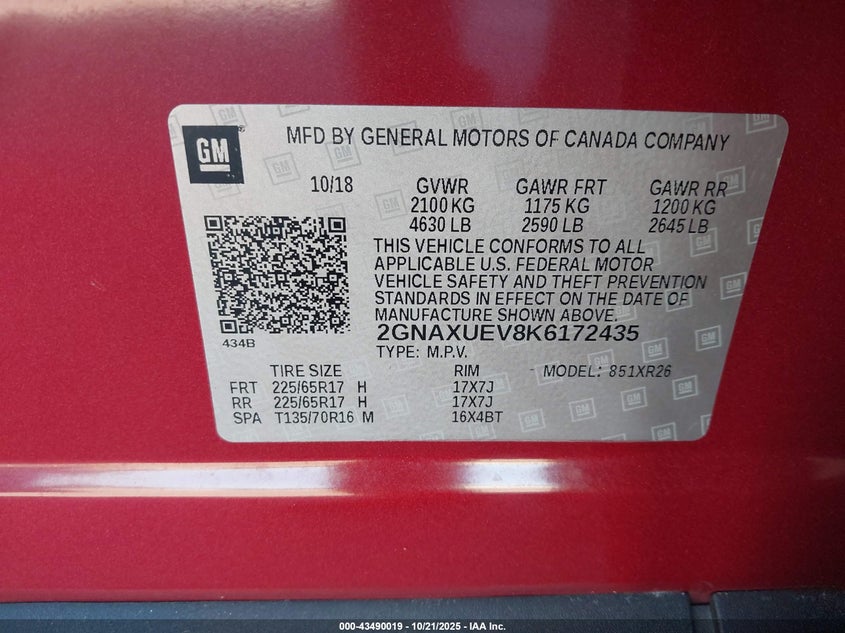 GM
MFD BY GENERAL MOTORS OF CANADA COMPANY
10/18 GVWR GAWR FRT GAWR RR
2100 KG 1175 KG 1200 KG
4630 LB 2590 LB 2645 LB
THIS VEHICLE CONFORMS TO ALL
APPLICABLE U.S. FEDERAL MOTOR
VEHICLE SAFETY AND THEFT PREVENTION
STANDARDS IN EFFECT ON THE DATE OF
MANUFACTURE SHOWN ABOVE.
434B
2GNAXUEV8K6172435
TYPE: M.P.V.
TIRE SIZE RIM MODEL: 851XR26
FRT 225/65R17 H 17X7J
RR 225/65R17 H 17X7J
SPA T135/70R16 M 16X4BT
000-43490019 - 10/21/2025 - IAA Inc.